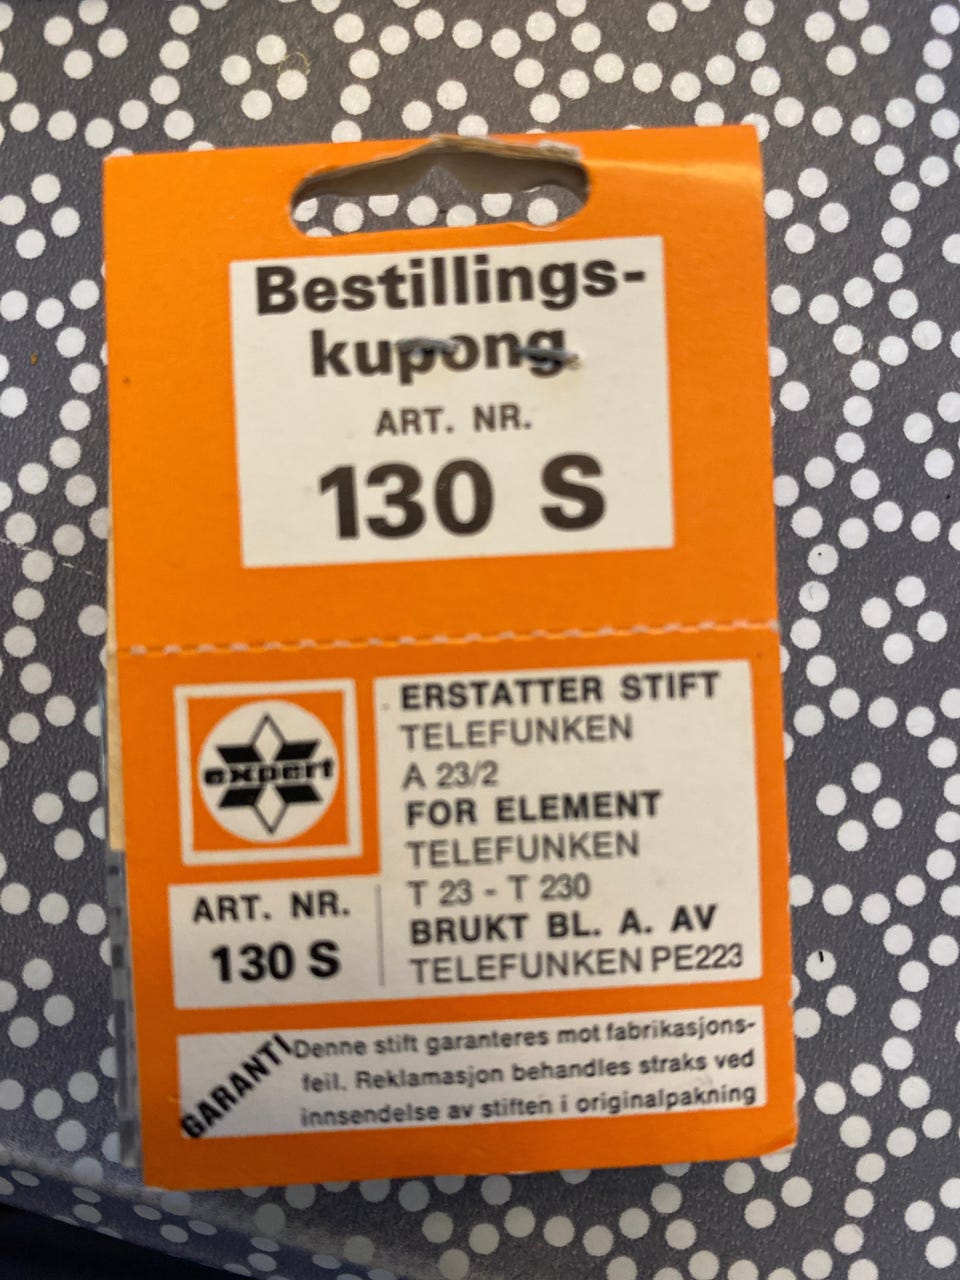 Bestillings-
kupong
ART. NR.
130 S
expert
ART. NR.
130 S
ERSTATTER STIFT
TELEFUNKEN
A 23/2
FOR ELEMENT
TELEFUNKEN
T 23 - T 230
BRUKT BL. A. AV
TELEFUNKEN PE223
GARANTI
Denne stift garanteres mot fabrikasjons-
feil. Reklamasjon behandles straks ved
innsendelse av stiften i originalpakning